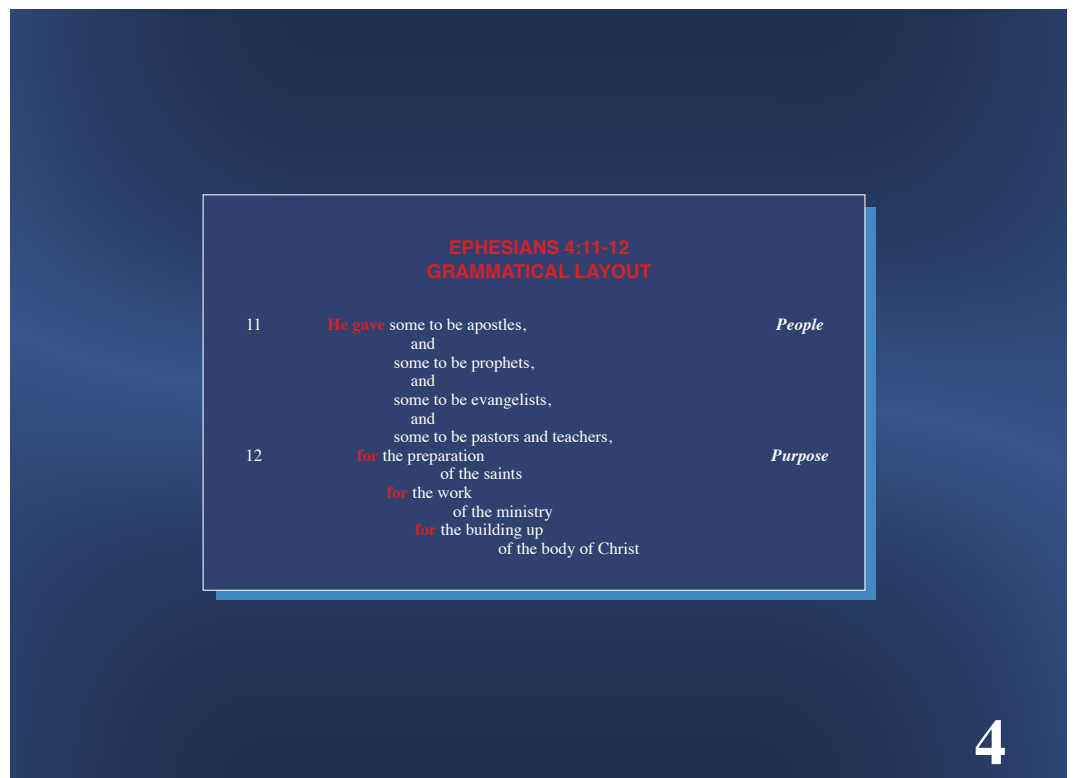 EPHESIANS 4:11-12
GRAMMATICAL LAYOUT
11 He gave some to be apostles, People
and
some to be prophets,
and
some to be evangelists,
and
some to be pastors and teachers,
12 for the preparation Purpose
of the saints
for the work
of the ministry
for the building up
of the body of Christ
4